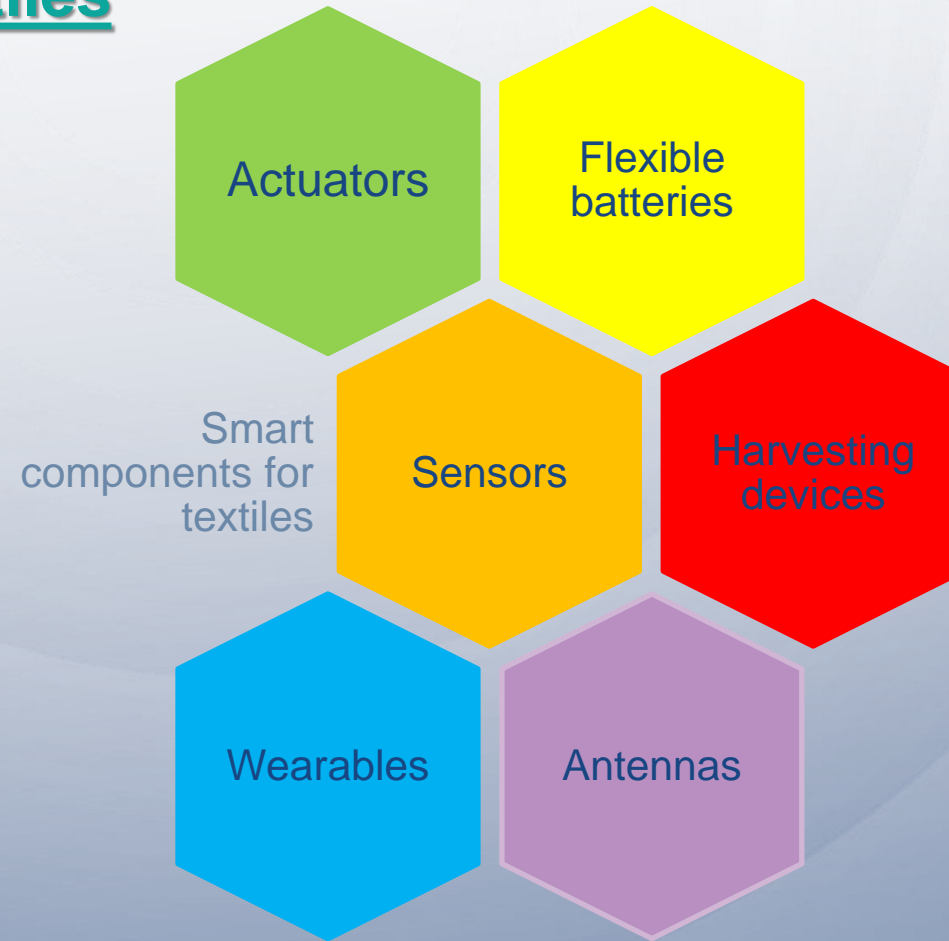 Actuators
Flexible
batteries
Smart
components for
textiles
Sensors
Harvesting
devices
Wearables
Antennas